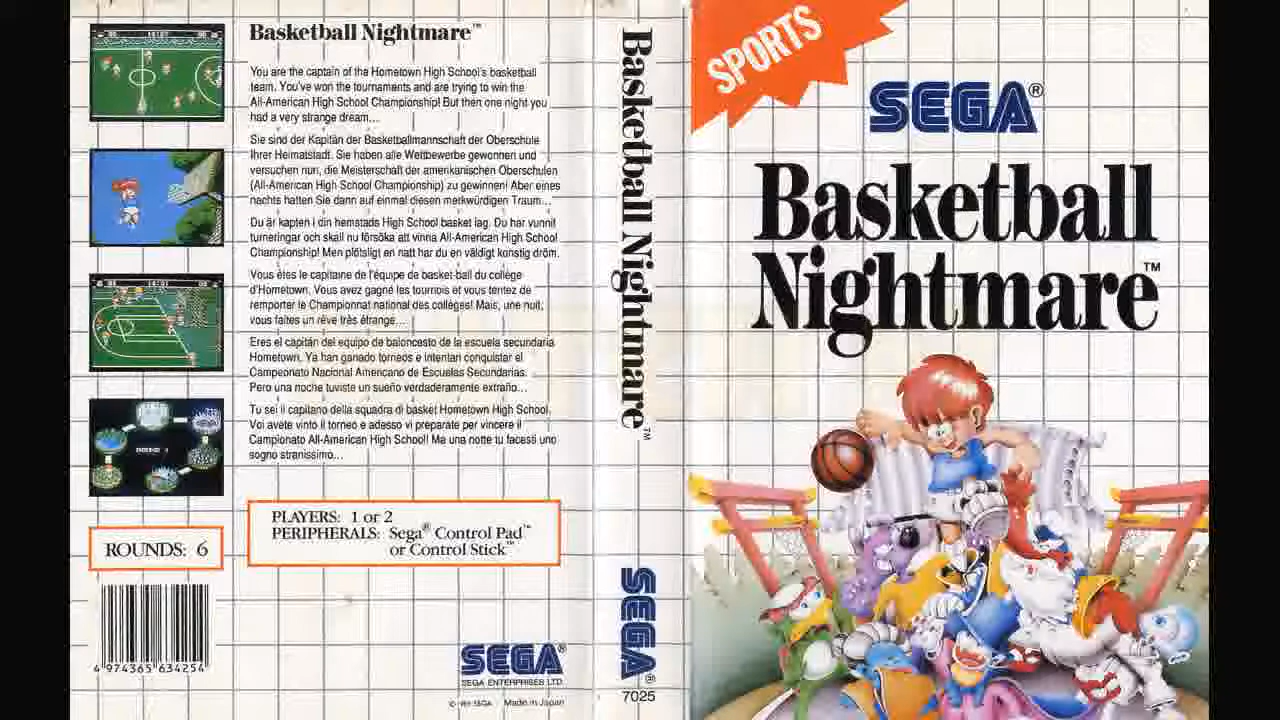 Basketball Nightmare™
You are the captain of the Hometown High School's basketball
team. You've won the tournaments and are trying to win the
All-American High School Championship! But then one night you
had a very strange dream...
Sie sind der Kapitän der Basketballmannschaft der Oberschule
Ihrer Heimatstadt. Sie haben alle Wettbewerbe gewonnen und
versuchen nun, die Meisterschaft der amerikanischen Oberschulen
(All-American High School Championship) zu gewinnen! Aber eines
nachts hatten Sie dann auf einmal diesen merkwürdigen Traum...
Du är kapten i din hemstads High School basket lag. Du har vunnit
turneringar och skall nu försöka att vinna All-American High School
Championship! Men plötsligt en natt har du en väldigt konstig dröm.
Vous êtes le capitaine de l'équipe de basket-ball du collège
d'Hometown. Vous avez gagné les tournois et vous tentez de
remporter le Championnat national des collèges! Mais, une nuit,
vous faites un rêve très étrange...
Eres el capitán del equipo de baloncesto de la escuela secundaria
Hometown. Ya han ganado torneos e intentan conquistar el
Campeonato Nacional Americano de Escuelas Secundarias.
Pero una noche tuviste un sueño verdaderamente extraño...
Tu sei il capitano della squadra di basket Hometown High School.
Voi avete vinto il torneo e adesso vi preparate per vincere il
Campionato All-American High School! Ma una notte tu facesti uno
sogno stranissimo...
ROUNDS: 6
PLAYERS: 1 or 2
PERIPHERALS: Sega® Control Pad™
or Control Stick™
4 974365 634254
SEGA®
SEGA ENTERPRISES LTD.
SEGA Made in Japan
Basketball Nightmare™
SEGA®
7025
SPORTS
SEGA®
Basketball
Nightmare™